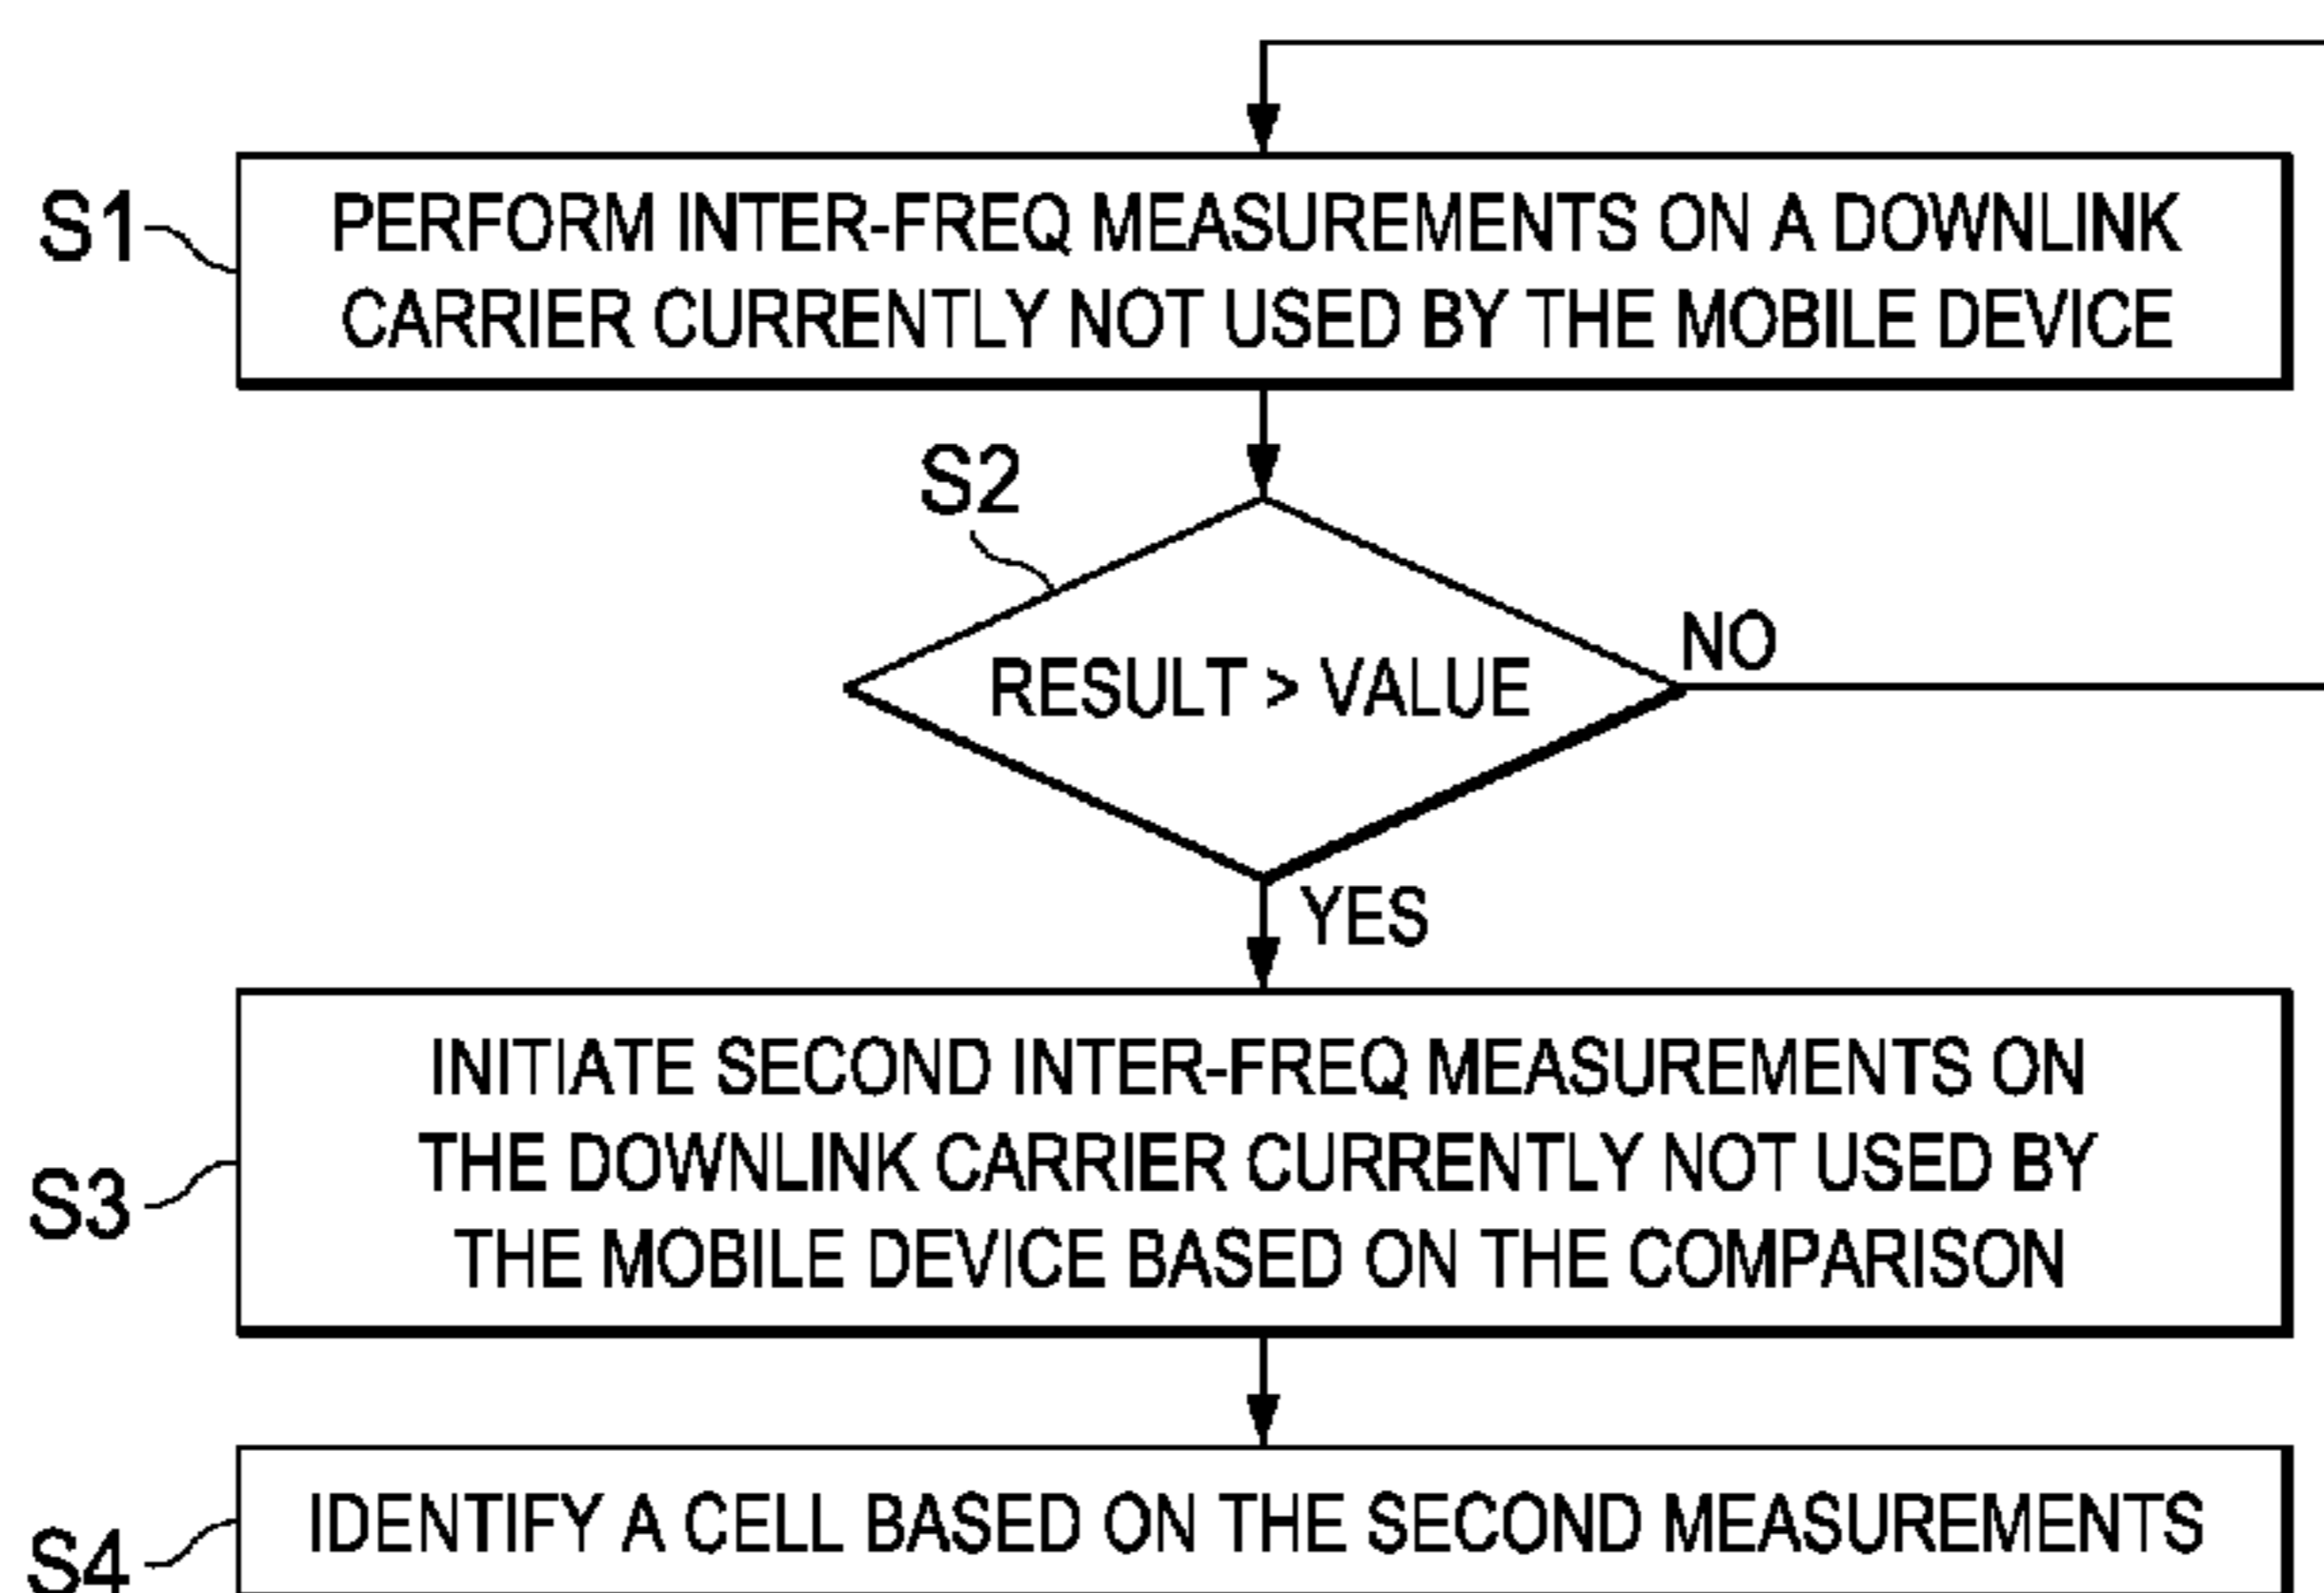 S1
PERFORM INTER-FREQ MEASUREMENTS ON A DOWNLINK
CARRIER CURRENTLY NOT USED BY THE MOBILE DEVICE
S2
RESULT > VALUE
NO
YES
S3
INITIATE SECOND INTER-FREQ MEASUREMENTS ON
THE DOWNLINK CARRIER CURRENTLY NOT USED BY
THE MOBILE DEVICE BASED ON THE COMPARISON
S4
IDENTIFY A CELL BASED ON THE SECOND MEASUREMENTS